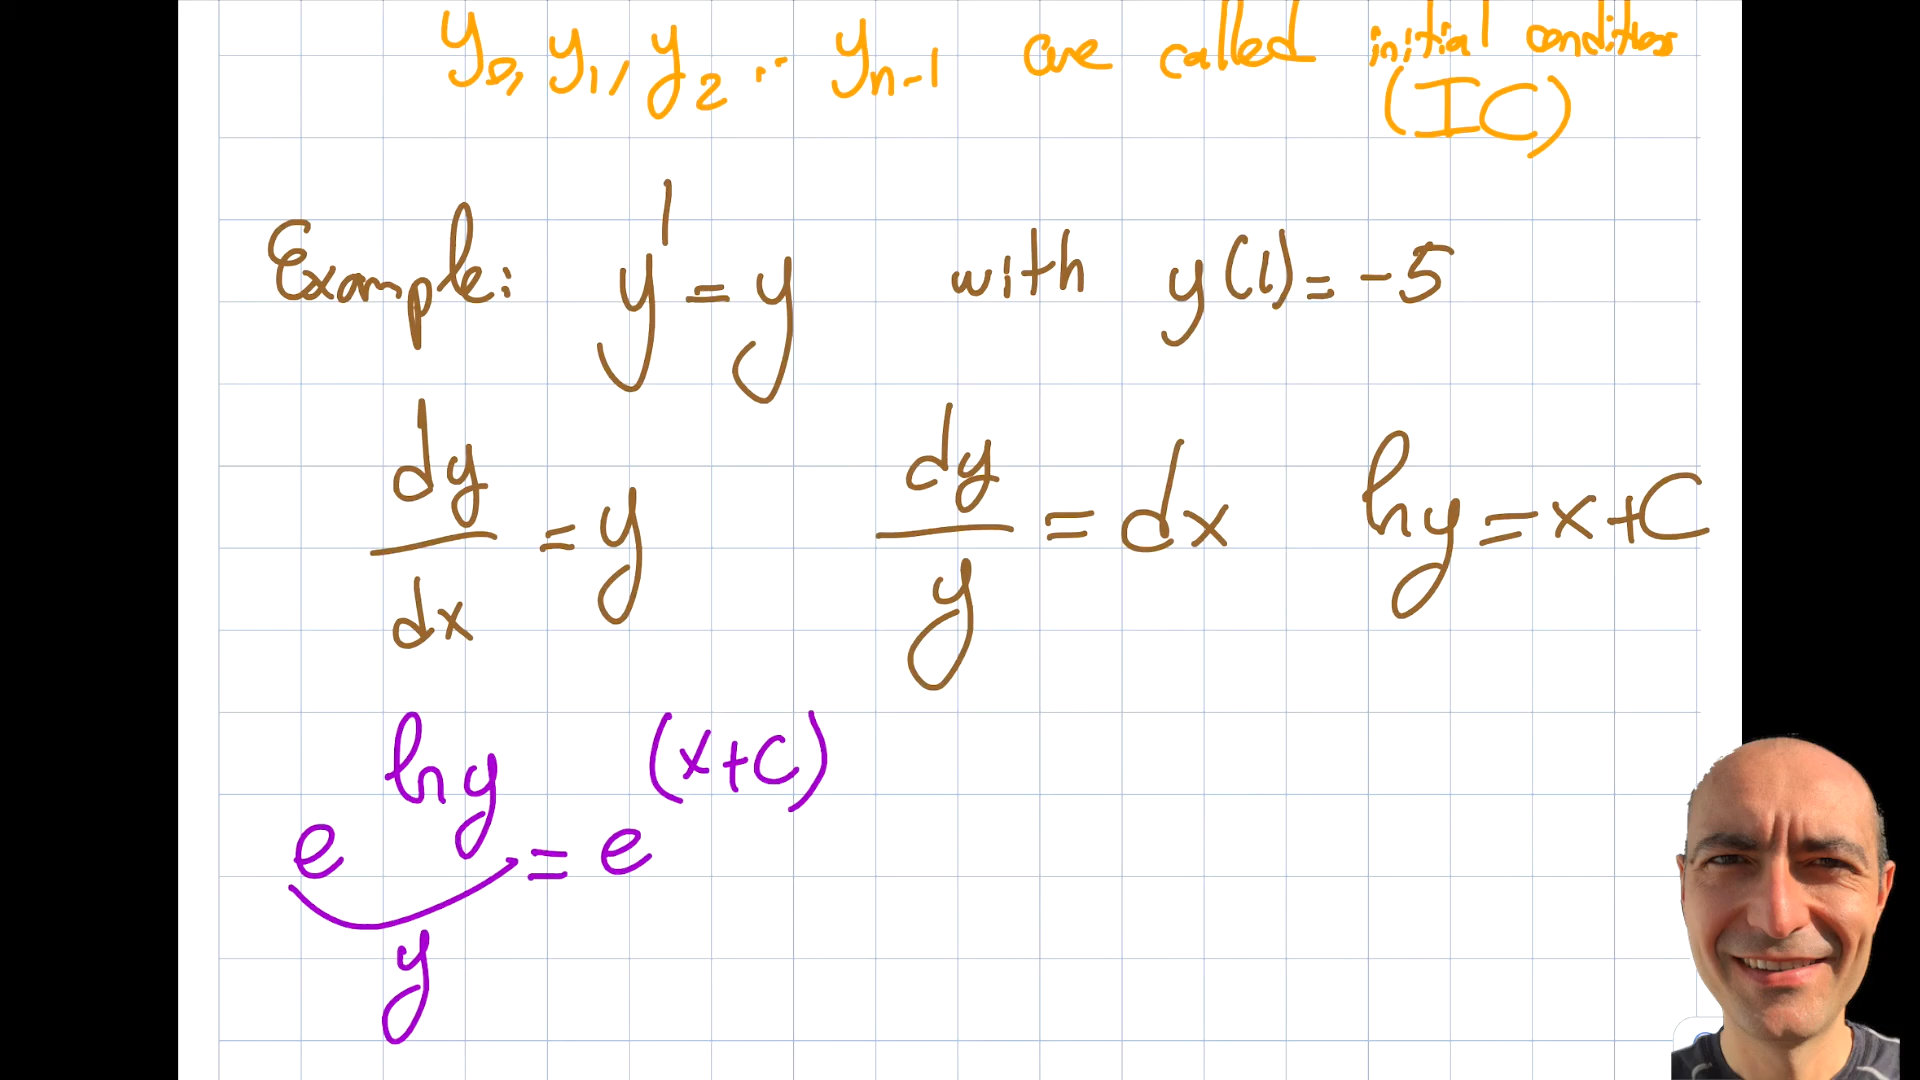 y₀, y₁, y₂ .. yₙ₋₁ are called initial conditions
(IC)
Example: y' = y with y(1) = -5
dy/dx = y dy/y = dx ln y = x + C
e^(ln y) = e^(x+C)
y